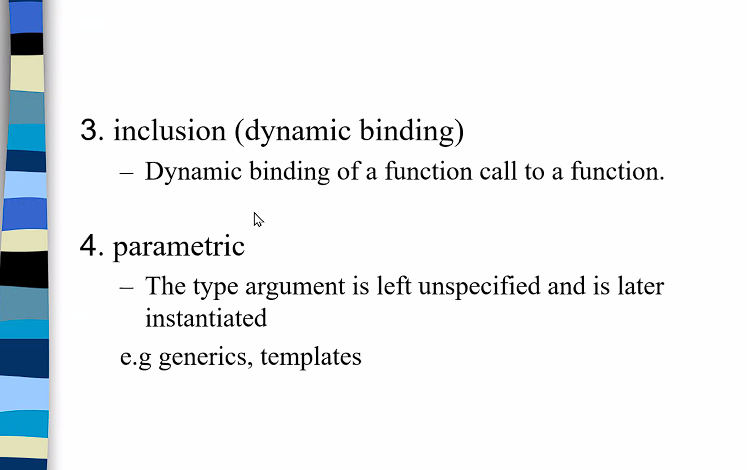 3. inclusion (dynamic binding)
– Dynamic binding of a function call to a function.
4. parametric
– The type argument is left unspecified and is later
instantiated
e.g generics, templates